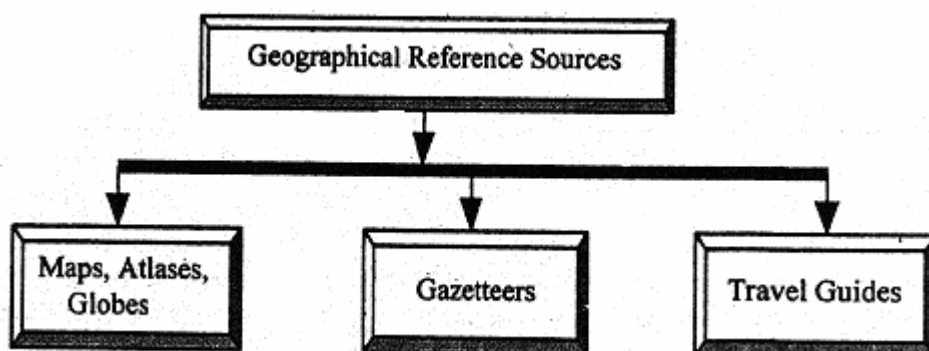 Geographical Reference Sources
Maps, Atlases,
Globes
Gazetteers
Travel Guides